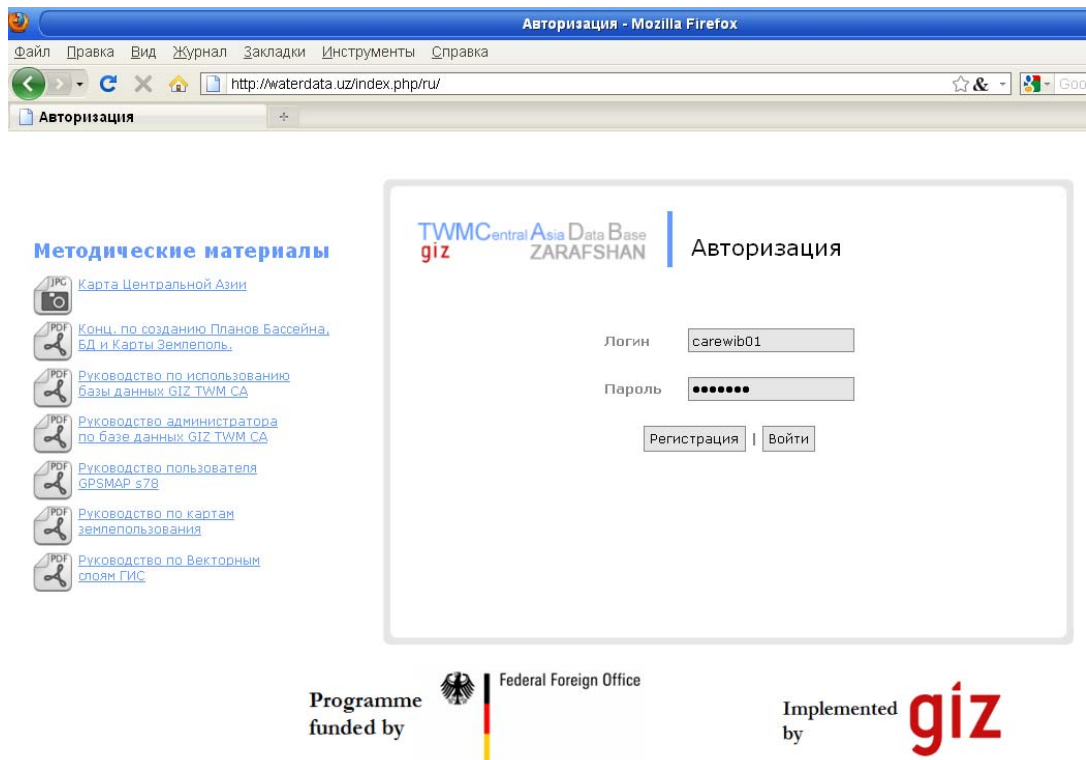 Авторизация - Mozilla Firefox
Файл Правка Вид Журнал Закладки Инструменты Справка
http://waterdata.uz/index.php/ru/
Goo
Авторизация
Методические материалы
JPG
Карта Центральной Азии
PDF
Конц. по созданию Планов Бассейна,
БД и Карты Землеполь.
PDF
Руководство по использованию
базы данных GIZ TWM CA
PDF
Руководство администратора
по базе данных GIZ TWM CA
PDF
Руководство пользователя
GPSMAP s78
PDF
Руководство по картам
землепользования
PDF
Руководство по Векторным
слоям ГИС
TWMCentral Asia Data Base
giz ZARAFSHAN
Авторизация
Логин carewib01
Пароль •••••••
Регистрация | Войти
Programme
funded by
Federal Foreign Office
Implemented
by
giz